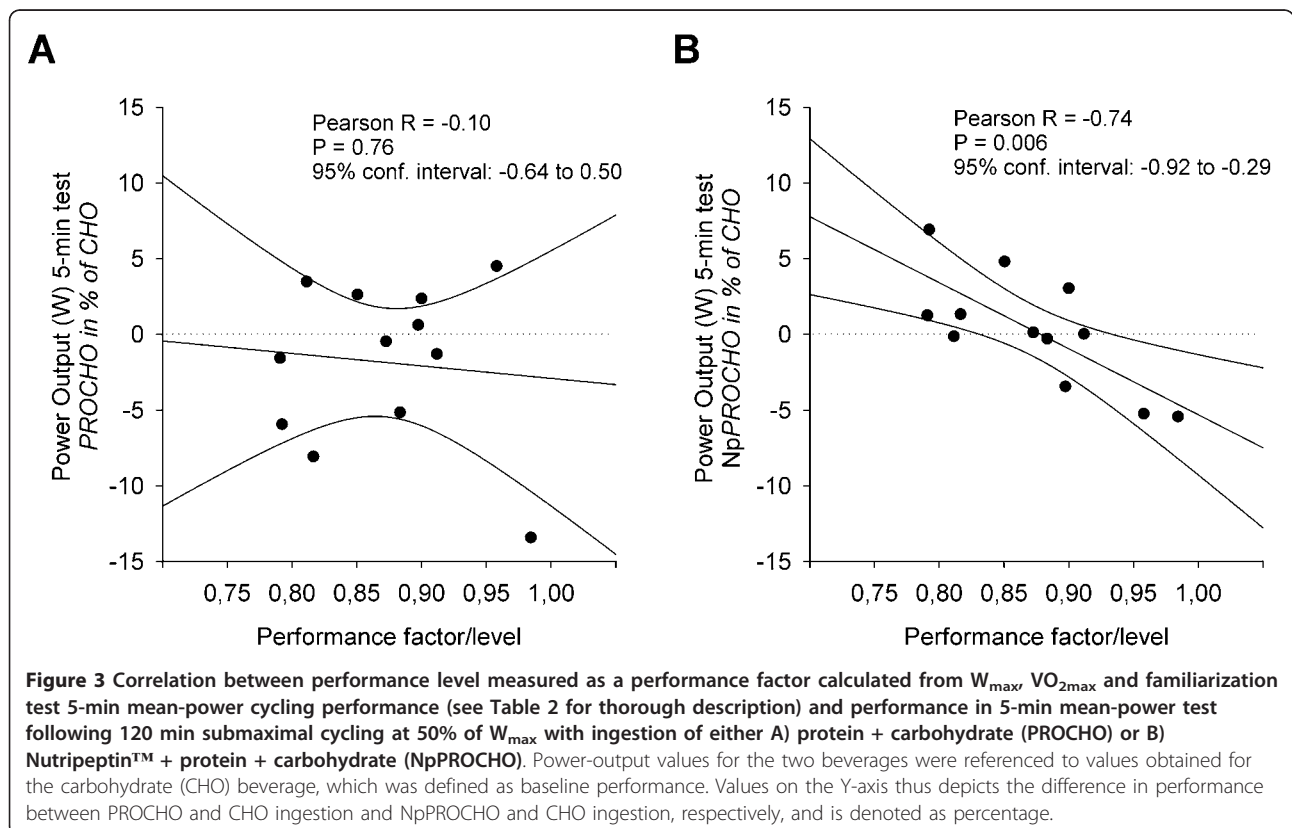 A
B
Power Output (W) 5-min test
PROCHO in % of CHO
15
10
5
0
-5
-10
-15
Pearson R = -0.10
P = 0.76
95% conf. interval: -0.64 to 0.50
0,75 0,80 0,85 0,90 0,95 1,00
Performance factor/level
Power Output (W) 5-min test
NpPROCHO in % of CHO
15
10
5
0
-5
-10
-15
Pearson R = -0.74
P = 0.006
95% conf. interval: -0.92 to -0.29
0,75 0,80 0,85 0,90 0,95 1,00
Performance factor/level
Figure 3 Correlation between performance level measured as a performance factor calculated from Wmax, VO2max and familiarization
test 5-min mean-power cycling performance (see Table 2 for thorough description) and performance in 5-min mean-power test
following 120 min submaximal cycling at 50% of Wmax with ingestion of either A) protein + carbohydrate (PROCHO) or B)
Nutripeptin™ + protein + carbohydrate (NpPROCHO). Power-output values for the two beverages were referenced to values obtained for
the carbohydrate (CHO) beverage, which was defined as baseline performance. Values on the Y-axis thus depicts the difference in performance
between PROCHO and CHO ingestion and NpPROCHO and CHO ingestion, respectively, and is denoted as percentage.